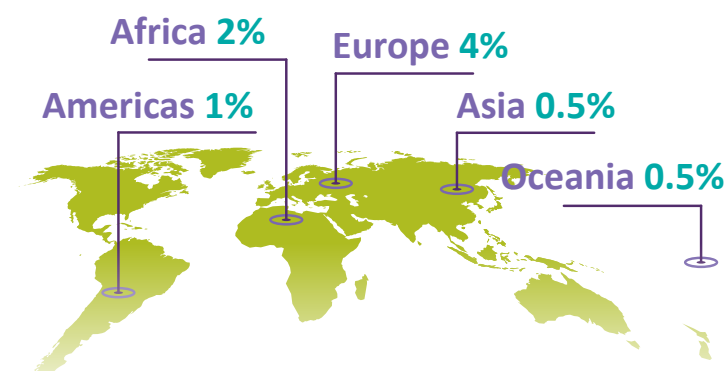 Africa 2%
Europe 4%
Americas 1%
Asia 0.5%
Oceania 0.5%